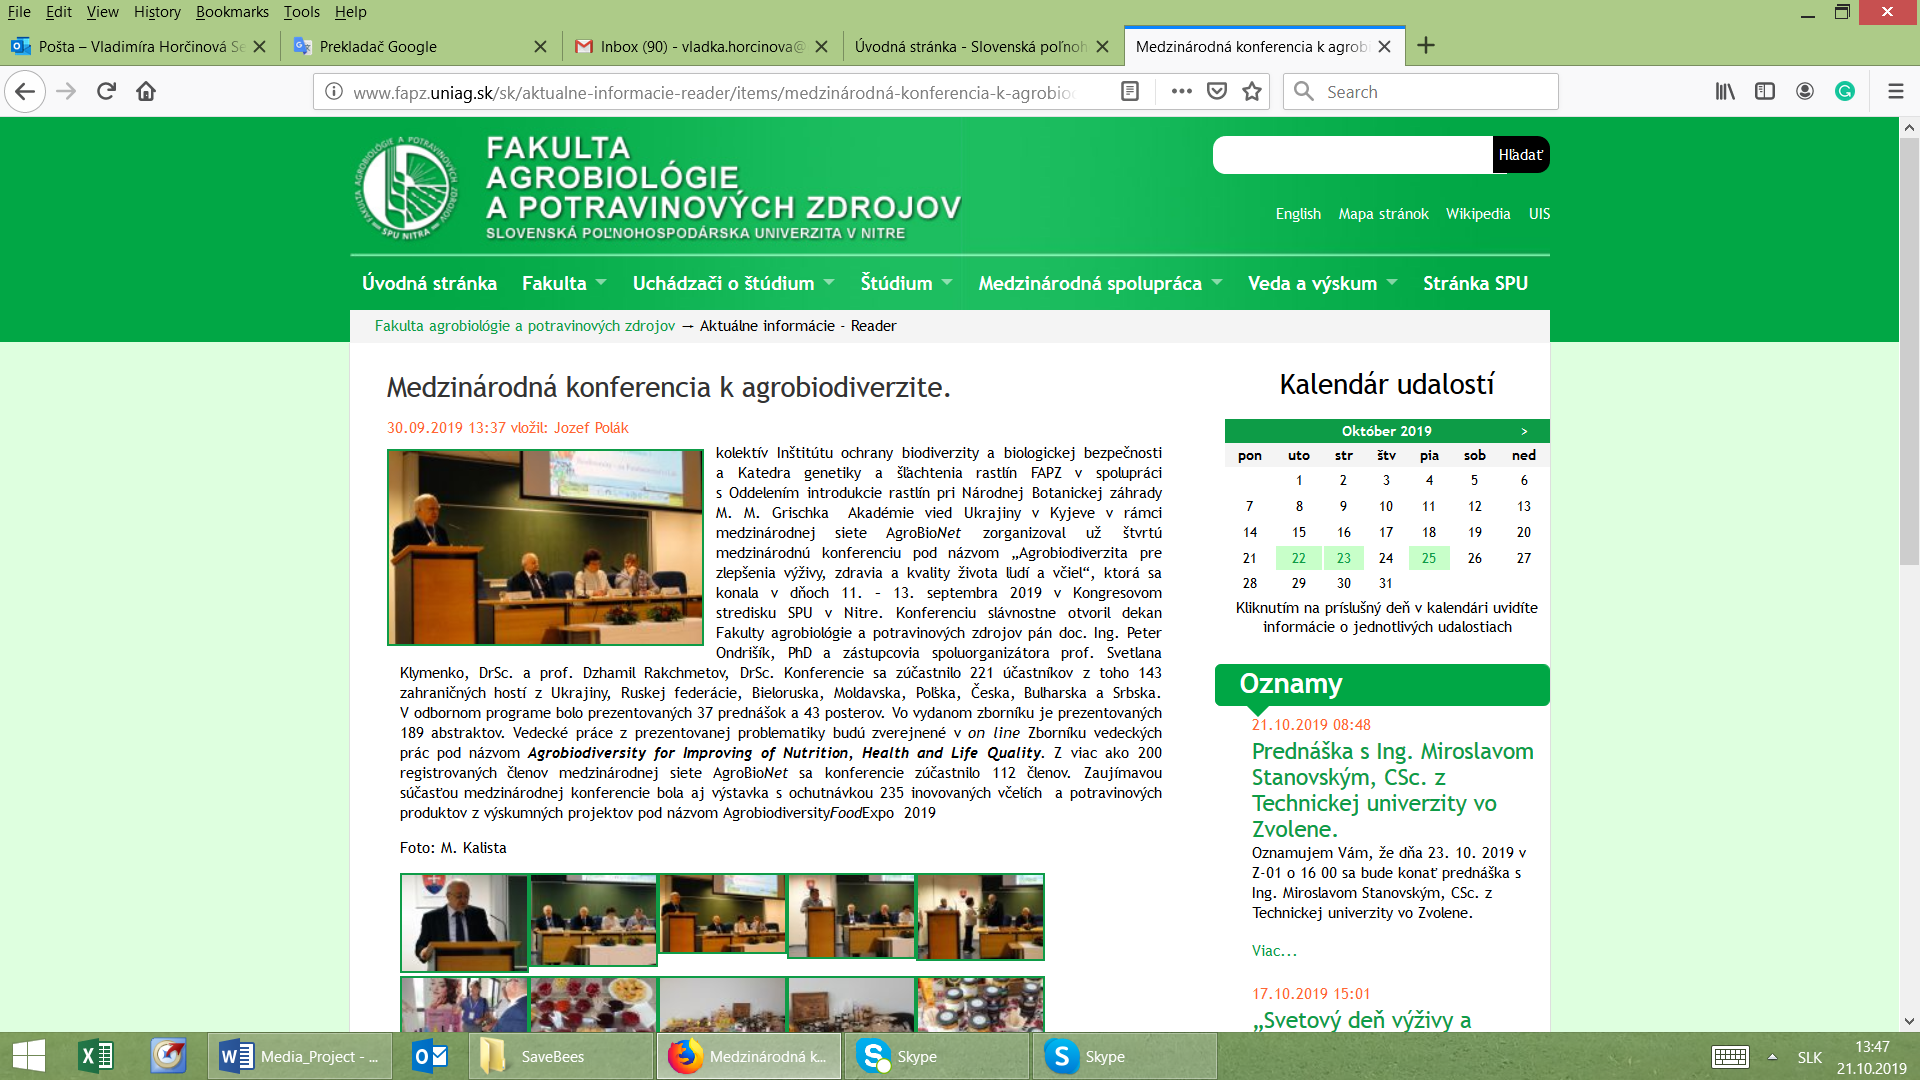 File Edit View History Bookmarks Tools Help
Pošta – Vladimíra Horčinová Se
Prekladač Google
Inbox (90) - vladka.horcinova@
Úvodná stránka - Slovenská poľnoh
Medzinárodná konferencia k agrobi
www.fapz.uniag.sk/sk/aktualne-informacie-reader/items/medzinárodná-konferencia-k-agrobiod
Search
FAKULTA
AGROBIOLÓGIE
A POTRAVINOVÝCH ZDROJOV
SLOVENSKÁ POĽNOHOSPODÁRSKA UNIVERZITA V NITRE
FAKULTA AGROBIOLÓGIE A POTRAVINOVÝCH ZDROJOV
SPU NITRA
Hľadať
English Mapa stránok Wikipedia UIS
Úvodná stránka Fakulta Uchádzači o štúdium Štúdium Medzinárodná spolupráca Veda a výskum Stránka SPU
Fakulta agrobiológie a potravinových zdrojov → Aktuálne informácie - Reader
Medzinárodná konferencia k agrobiodiverzite.
30.09.2019 13:37 vložil: Jozef Polák
kolektív Inštitútu ochrany biodiverzity a biologickej bezpečnosti
a Katedra genetiky a šľachtenia rastlín FAPZ v spolupráci
s Oddelením introdukcie rastlín pri Národnej Botanickej záhrady
M. M. Grischka Akadémie vied Ukrajiny v Kyjeve v rámci
medzinárodnej siete AgroBioNet zorganizoval už štvrtú
medzinárodnú konferenciu pod názvom „Agrobiodiverzita pre
zlepšenia výživy, zdravia a kvality života ľudí a včiel“, ktorá sa
konala v dňoch 11. – 13. septembra 2019 v Kongresovom
stredisku SPU v Nitre. Konferenciu slávnostne otvoril dekan
Fakulty agrobiológie a potravinových zdrojov pán doc. Ing. Peter
Ondrišík, PhD a zástupcovia spoluorganizátora prof. Svetlana
Klymenko, DrSc. a prof. Dzhamil Rakchmetov, DrSc. Konferencie sa zúčastnilo 221 účastníkov z toho 143
zahraničných hostí z Ukrajiny, Ruskej federácie, Bieloruska, Moldavska, Poľska, Česka, Bulharska a Srbska.
V odbornom programe bolo prezentovaných 37 prednášok a 43 posterov. Vo vydanom zborníku je prezentovaných
189 abstraktov. Vedecké práce z prezentovanej problematiky budú zverejnené v on line Zborníku vedeckých
prác pod názvom Agrobiodiversity for Improving of Nutrition, Health and Life Quality. Z viac ako 200
registrovaných členov medzinárodnej siete AgroBioNet sa konferencie zúčastnilo 112 členov. Zaujímavou
súčasťou medzinárodnej konferencie bola aj výstavka s ochutnávkou 235 inovovaných včelích a potravinových
produktov z výskumných projektov pod názvom AgrobiodiversityFoodExpo 2019
Foto: M. Kalista
Kalendár udalostí
Október 2019 >
pon uto str štv pia sob ned
1 2 3 4 5 6
7 8 9 10 11 12 13
14 15 16 17 18 19 20
21 22 23 24 25 26 27
28 29 30 31
Kliknutím na príslušný deň v kalendári uvidíte
informácie o jednotlivých udalostiach
Oznamy
21.10.2019 08:48
Prednáška s Ing. Miroslavom
Stanovským, CSc. z
Technickej univerzity vo
Zvolene.
Oznamujem Vám, že dňa 23. 10. 2019 v
Z-01 o 16 00 sa bude konať prednáška s
Ing. Miroslavom Stanovským, CSc. z
Technickej univerzity vo Zvolene.
Viac...
17.10.2019 15:01
„Svetový deň výživy a
Media_Project - ...
SaveBees
Medzinárodná k...
Skype
Skype
SLK
13:47
21.10.2019